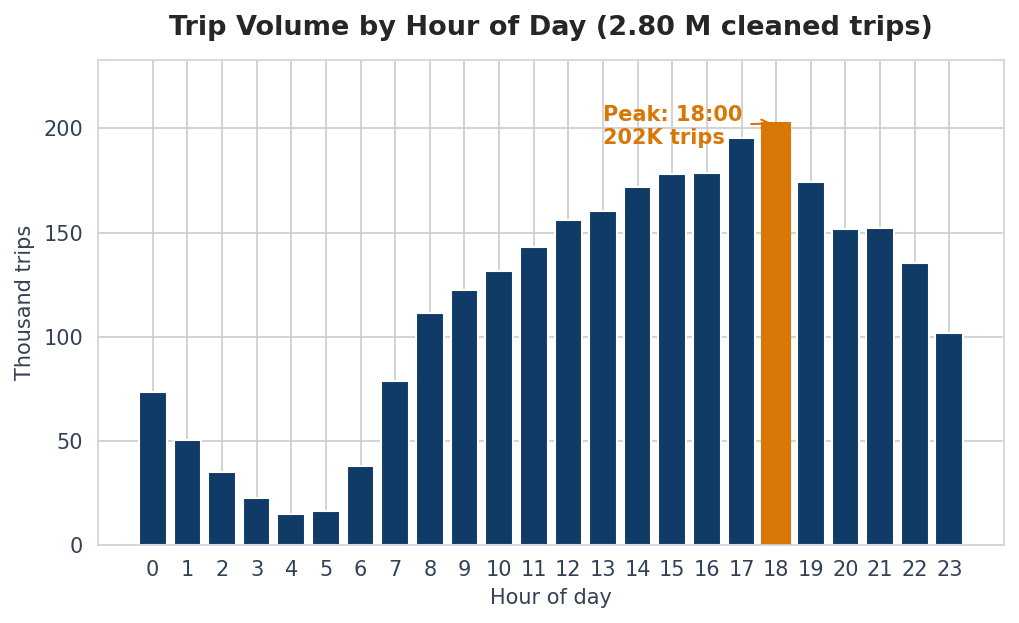 Trip Volume by Hour of Day (2.80 M cleaned trips)
Thousand trips
200
150
100
50
0
Peak: 18:00
202K trips
0 1 2 3 4 5 6 7 8 9 10 11 12 13 14 15 16 17 18 19 20 21 22 23
Hour of day